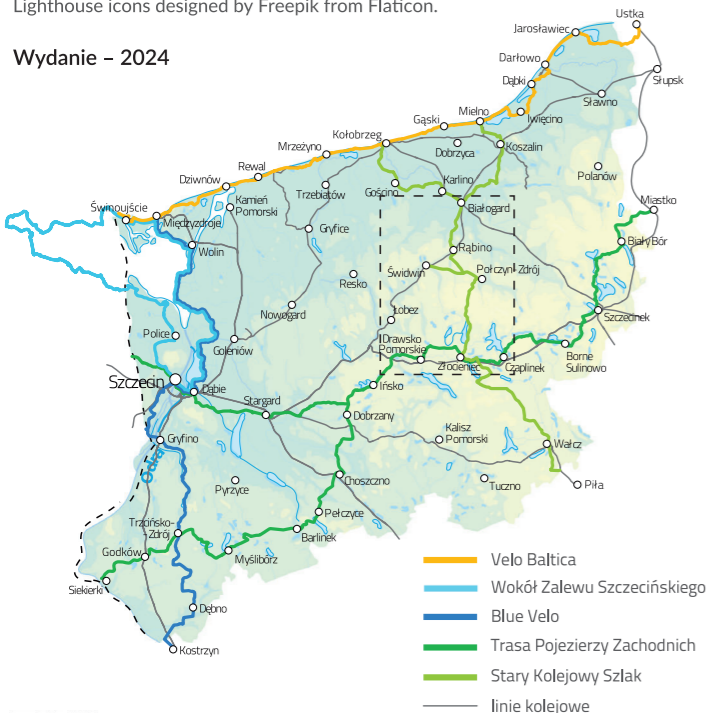 Lighthouse icons designed by Freepik from Flaticon.
Wydanie – 2024
Ustka
Jarosławiec
Darłowo
Słupsk
Dąbki
Sławno
Mielno
Iwięcino
Gąski
Kołobrzeg
Koszalin
Dobrzyca
Mrzeżyno
Polanów
Rewal
Karlino
Dziwnów
Trzebiatów
Gościno
Kamień
Pomorski
Białogard
Miastko
Świnoujście
Międzyzdroje
Gryfice
Biały Bór
Wolin
Rąbino
Świdwin
Połczyn-Zdrój
Resko
Nowogard
Łobez
Szczecinek
Police
Goleniów
Drawsko
Pomorskie
Złocieniec
Czaplinek
Borne
Sulinowo
Szczecin
Dąbie
Ińsko
Stargard
Dobrzany
Kalisz
Pomorski
Gryfino
Wałcz
Odra
Choszczno
Pyrzyce
Tuczno
Piła
Pełczyce
Trzcińsko-
Zdrój
Barlinek
Godków
Myślibórz
Siekierki
Dębno
Kostrzyn
Velo Baltica
Wokół Zalewu Szczecińskiego
Blue Velo
Trasa Pojezierzy Zachodnich
Stary Kolejowy Szlak
linie kolejowe